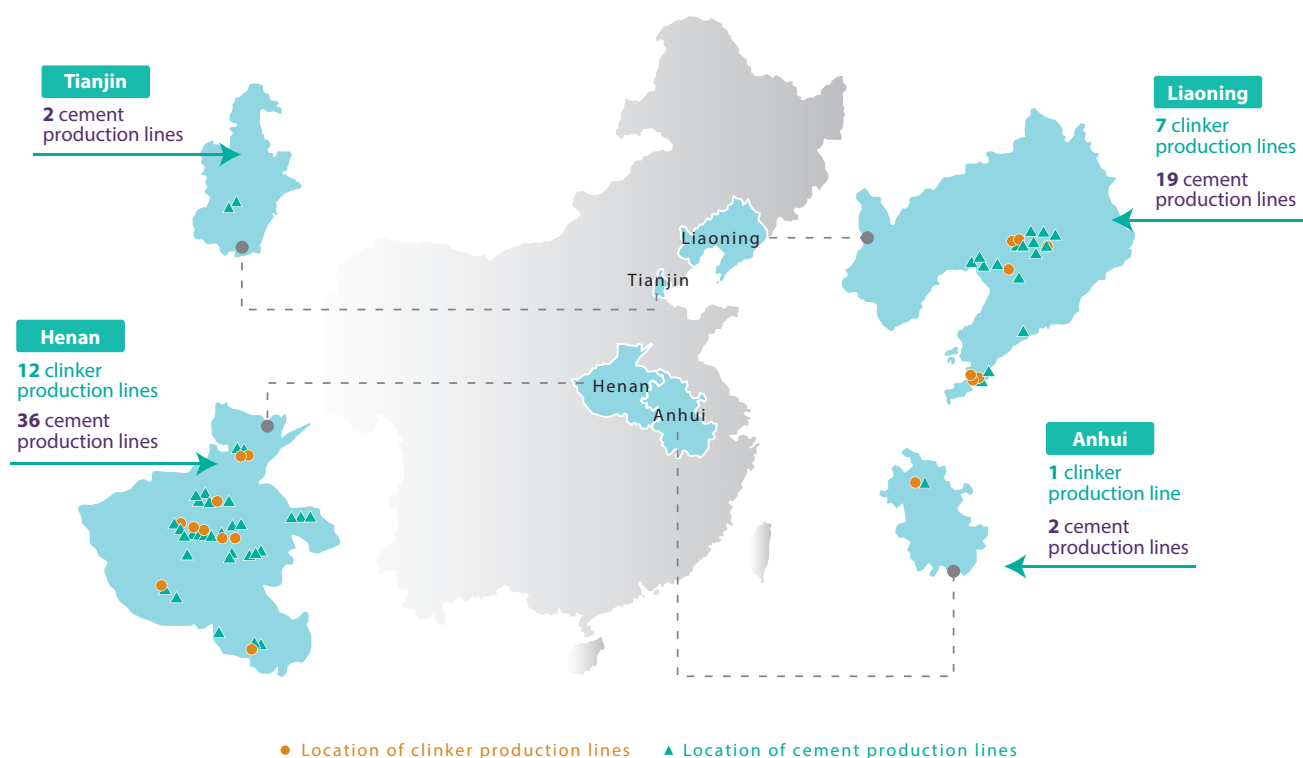 Tianjin
2 cement
production lines
Liaoning
7 clinker
production lines
19 cement
production lines
Liaoning
Tianjin
Henan
12 clinker
production lines
36 cement
production lines
Henan
Anhui
Anhui
1 clinker
production line
2 cement
production lines
Location of clinker production lines
Location of cement production lines